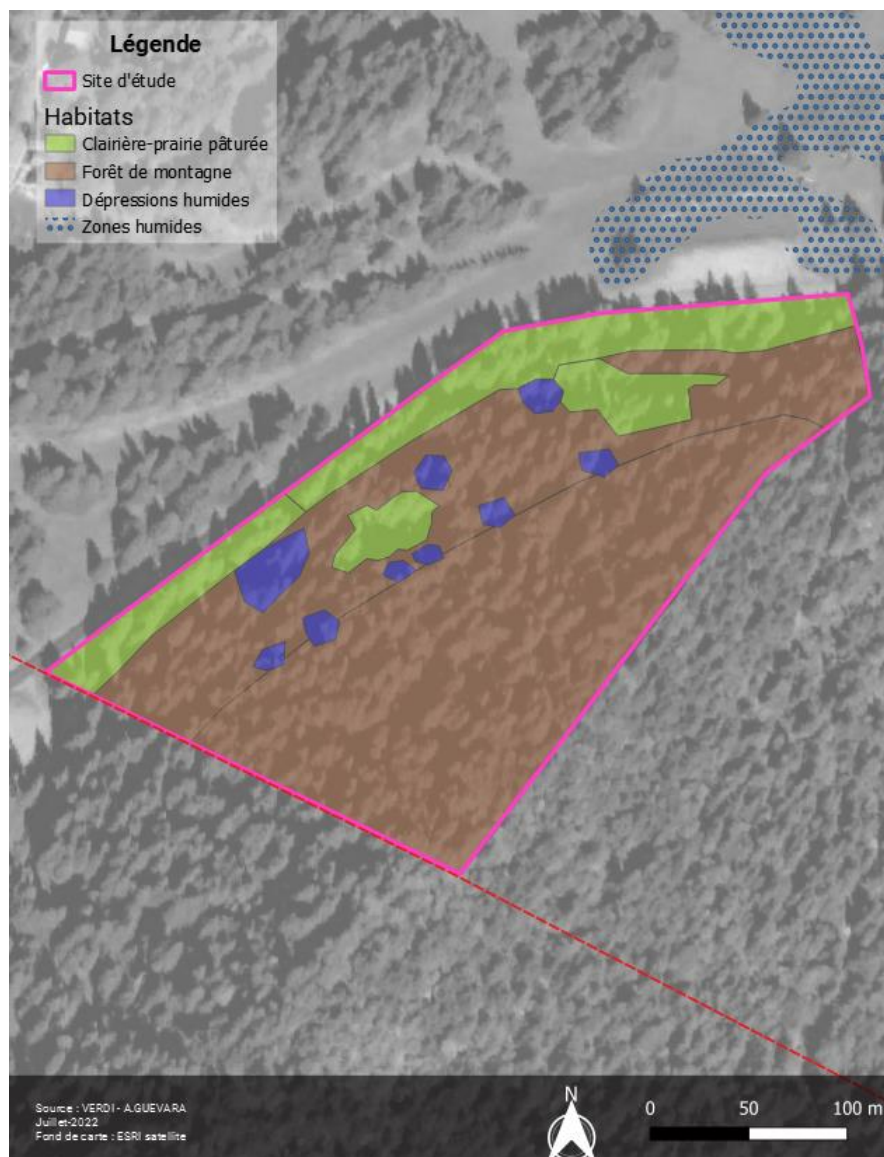 Légende
Site d'étude
Habitats
Clairière-prairie pâturée
Forêt de montagne
Dépressions humides
Zones humides
Source : VERDI - A.GUEVARA
Juillet-2022
Fond de carte : ESRI satellite
N
0 50 100 m